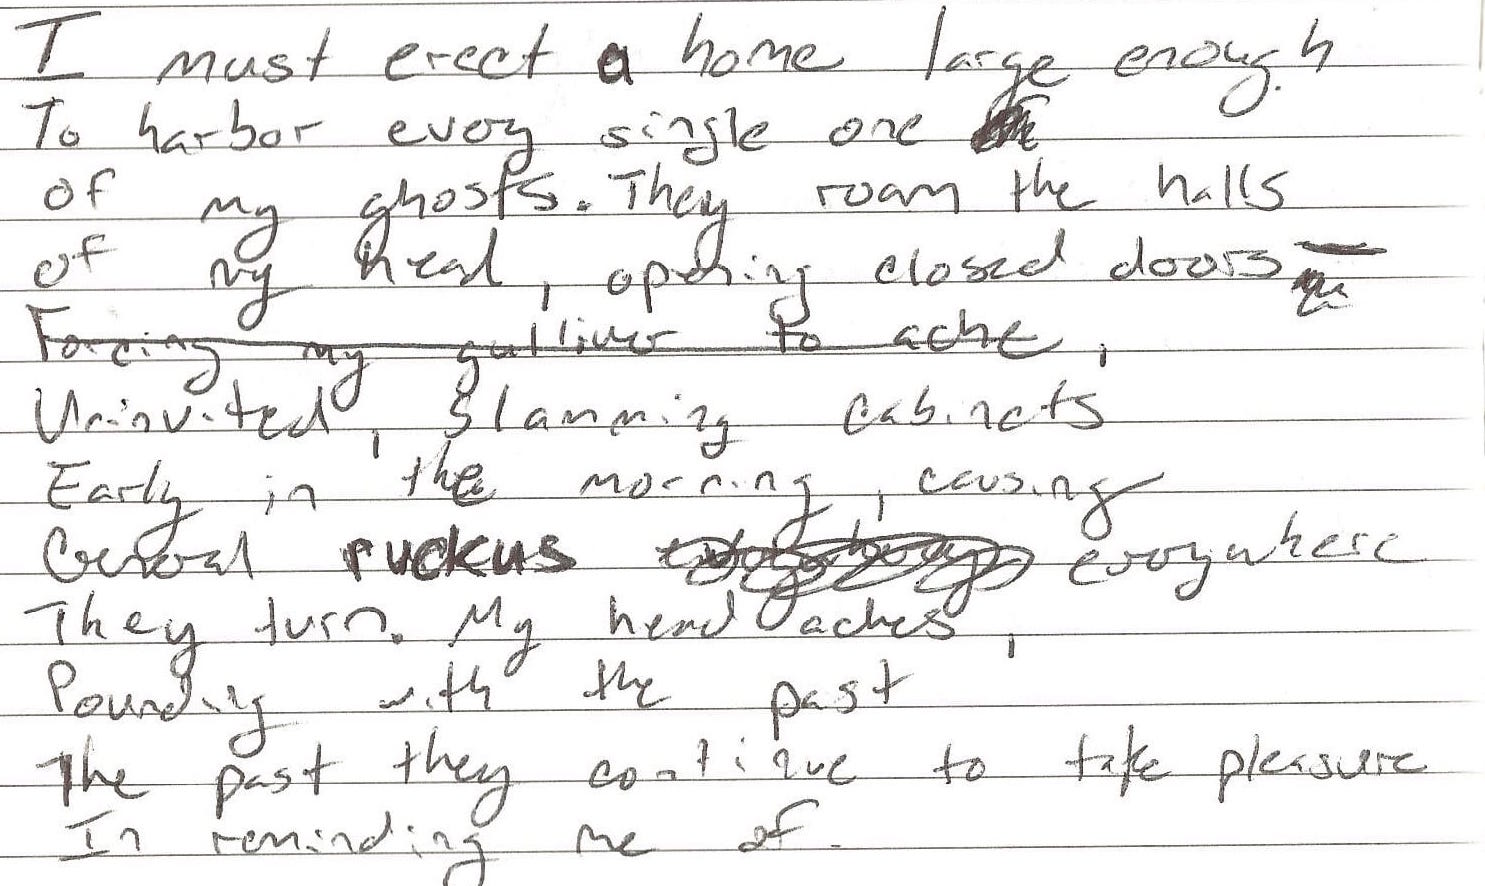 I must erect a home large enough
To harbor every single one
of my ghosts. They roam the halls
of my head, opening closed doors —
Forcing my gulliver to ache,
Uninvited, slamming cabinets
Early in the morning, causing
General ruckus everywhere
They turn. My head aches,
Pounding with the past
The past they continue to take pleasure
In reminding me of.